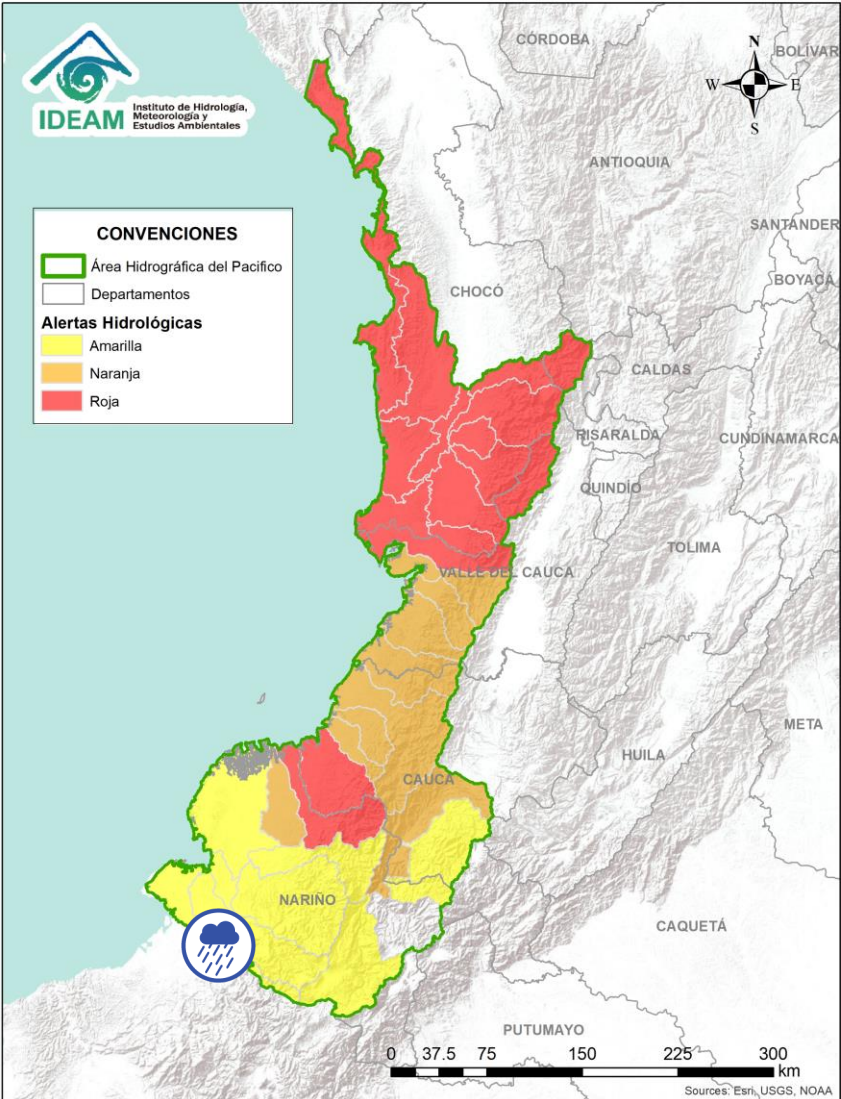 IDEAM
Instituto de Hidrología,
Meteorología y
Estudios Ambientales
CÓRDOBA
BOLÍVAR
N
W
E
S
ANTIOQUIA
SANTANDER
BOYACÁ
CONVENCIONES
Área Hidrográfica del Pacifico
Departamentos
Alertas Hidrológicas
Amarilla
Naranja
Roja
CHOCÓ
CALDAS
RISARALDA
CUNDINAMARCA
QUINDÍO
TOLIMA
VALLE DEL CAUCA
META
HUILA
CAUCA
NARIÑO
CAQUETÁ
PUTUMAYO
0 37.5 75 150 225 300
km
Sources: Esri, USGS, NOAA